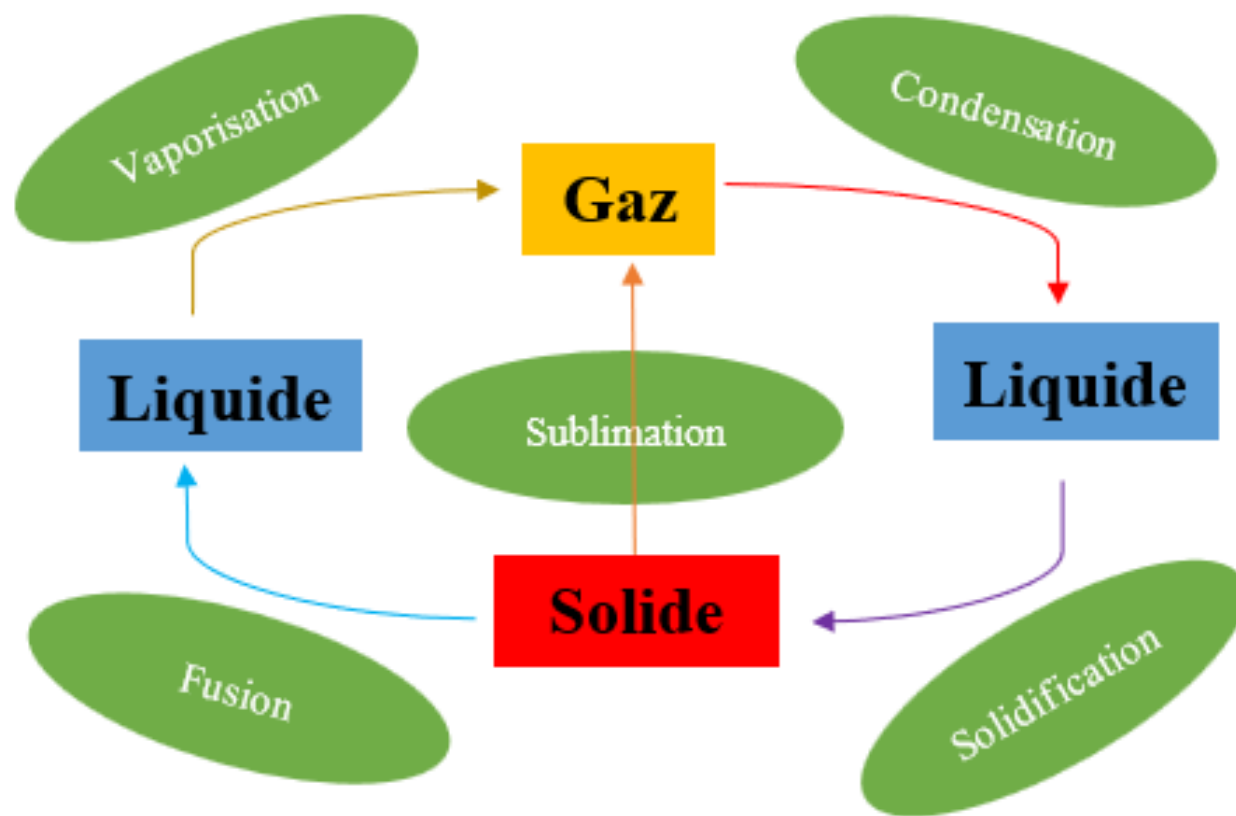 Vaporisation
Condensation
Gaz
Liquide
Liquide
Sublimation
Solide
Fusion
Solidification